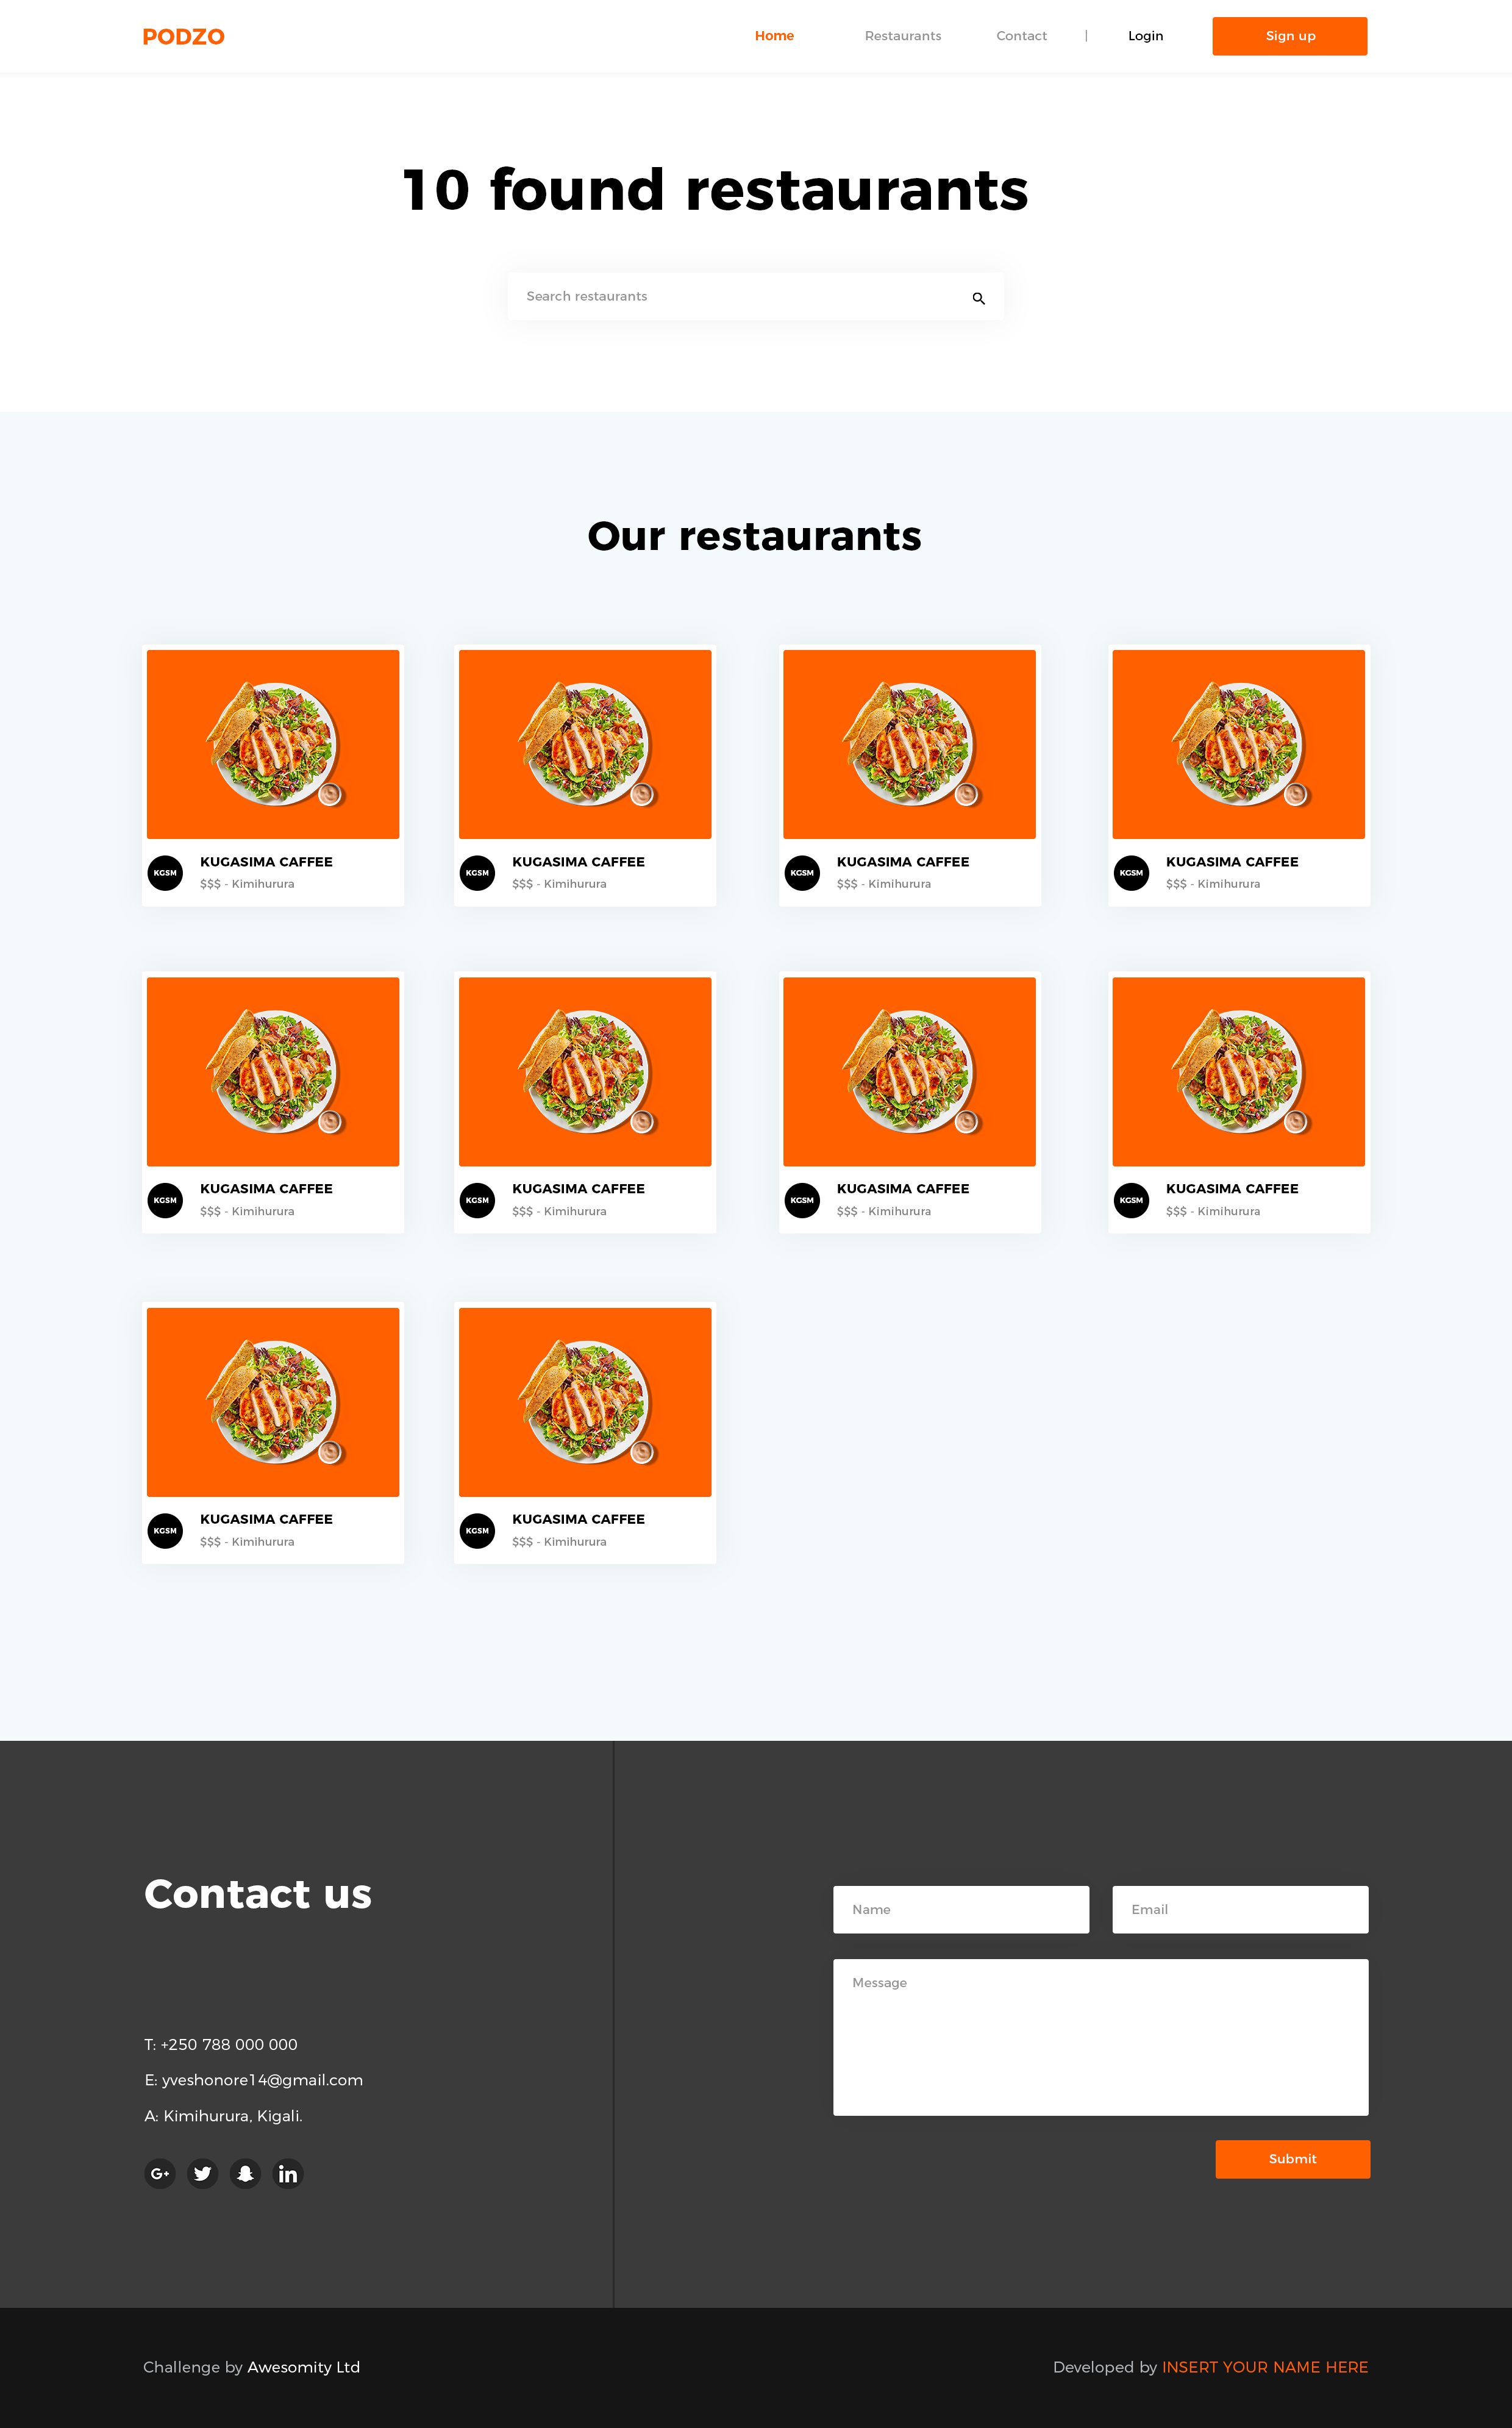 PODZO
Home Restaurants Contact | Login Sign up
10 found restaurants
Search restaurants
Our restaurants
KGSM KUGASIMA CAFFEE
$$$ - Kimihurura
KGSM KUGASIMA CAFFEE
$$$ - Kimihurura
KGSM KUGASIMA CAFFEE
$$$ - Kimihurura
KGSM KUGASIMA CAFFEE
$$$ - Kimihurura
KGSM KUGASIMA CAFFEE
$$$ - Kimihurura
KGSM KUGASIMA CAFFEE
$$$ - Kimihurura
KGSM KUGASIMA CAFFEE
$$$ - Kimihurura
KGSM KUGASIMA CAFFEE
$$$ - Kimihurura
KGSM KUGASIMA CAFFEE
$$$ - Kimihurura
KGSM KUGASIMA CAFFEE
$$$ - Kimihurura
Contact us
T: +250 788 000 000
E: yveshonore14@gmail.com
A: Kimihurura, Kigali.
G+ in
Name
Email
Message
Submit
Challenge by Awesomity Ltd
Developed by INSERT YOUR NAME HERE